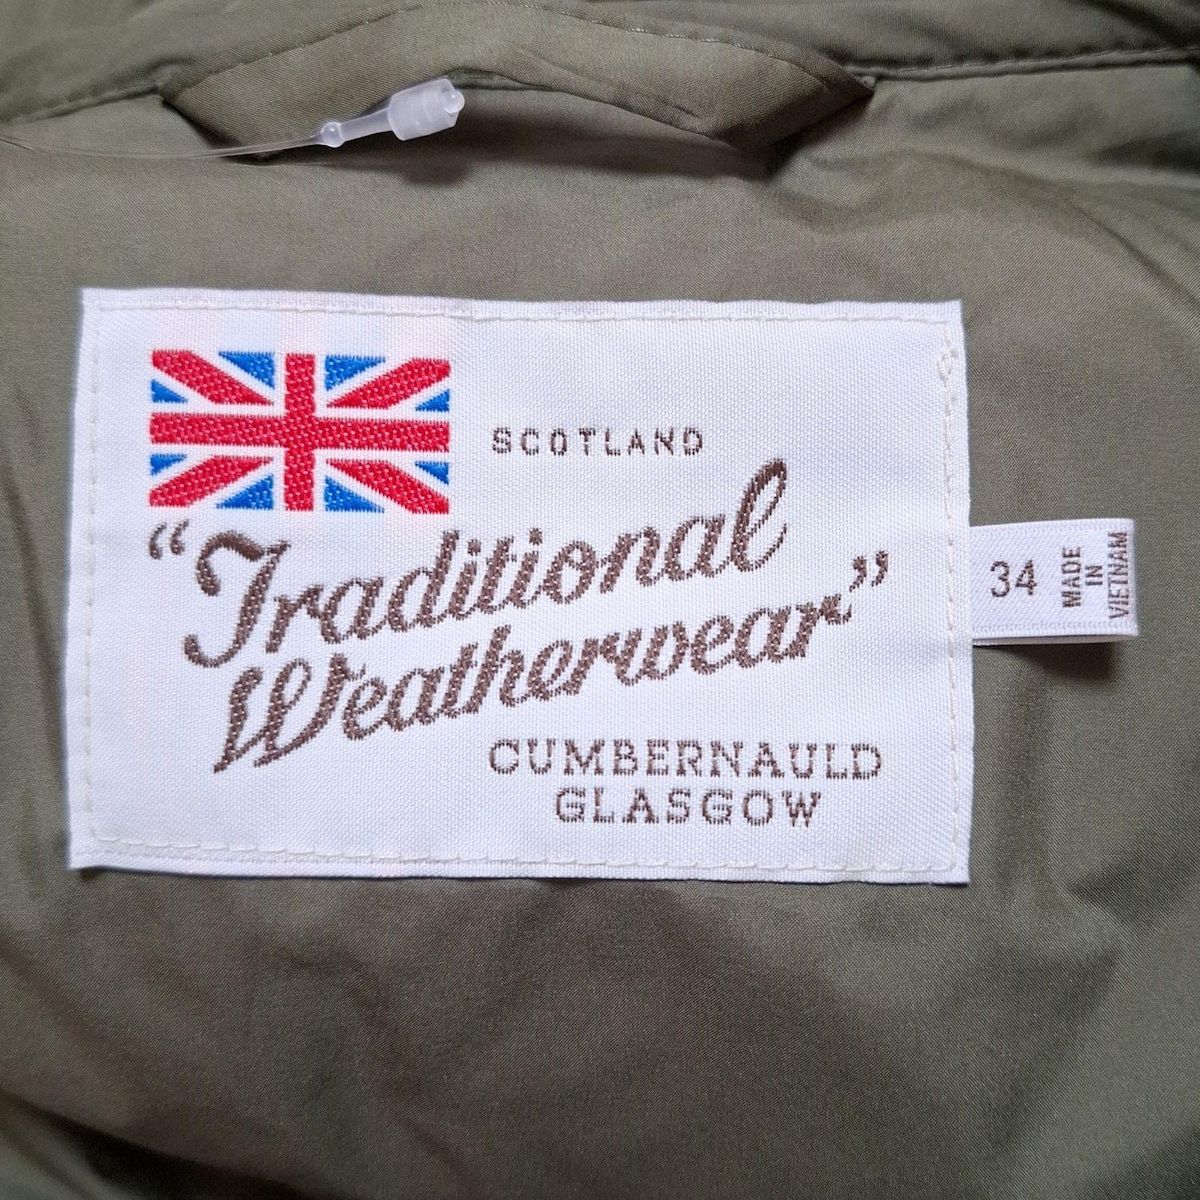 SCOTLAND
"Traditional
Weatherwear"
CUMBERNAULD
GLASGOW
34
MADE
IN
VIETNAM